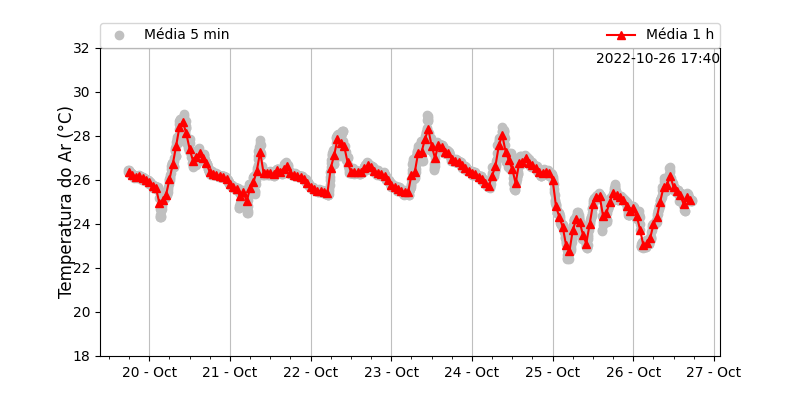 Média 5 min
Média 1 h
2022-10-26 17:40
Temperatura do Ar (°C)
32
30
28
26
24
22
20
18
20 - Oct
21 - Oct
22 - Oct
23 - Oct
24 - Oct
25 - Oct
26 - Oct
27 - Oct